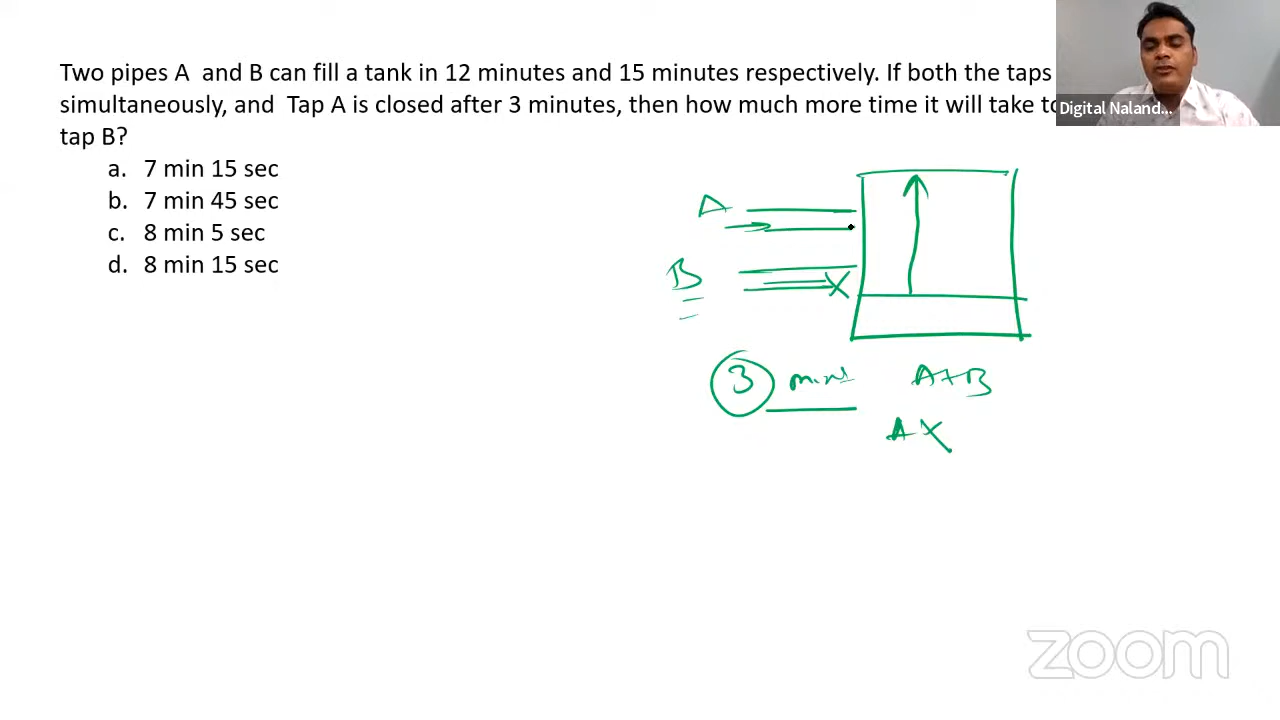 Two pipes A and B can fill a tank in 12 minutes and 15 minutes respectively. If both the taps
simultaneously, and Tap A is closed after 3 minutes, then how much more time it will take to
tap B?
a. 7 min 15 sec
b. 7 min 45 sec
c. 8 min 5 sec
d. 8 min 15 sec
Digital Naland...
A
B X
3 mins A+B
A X
zoom